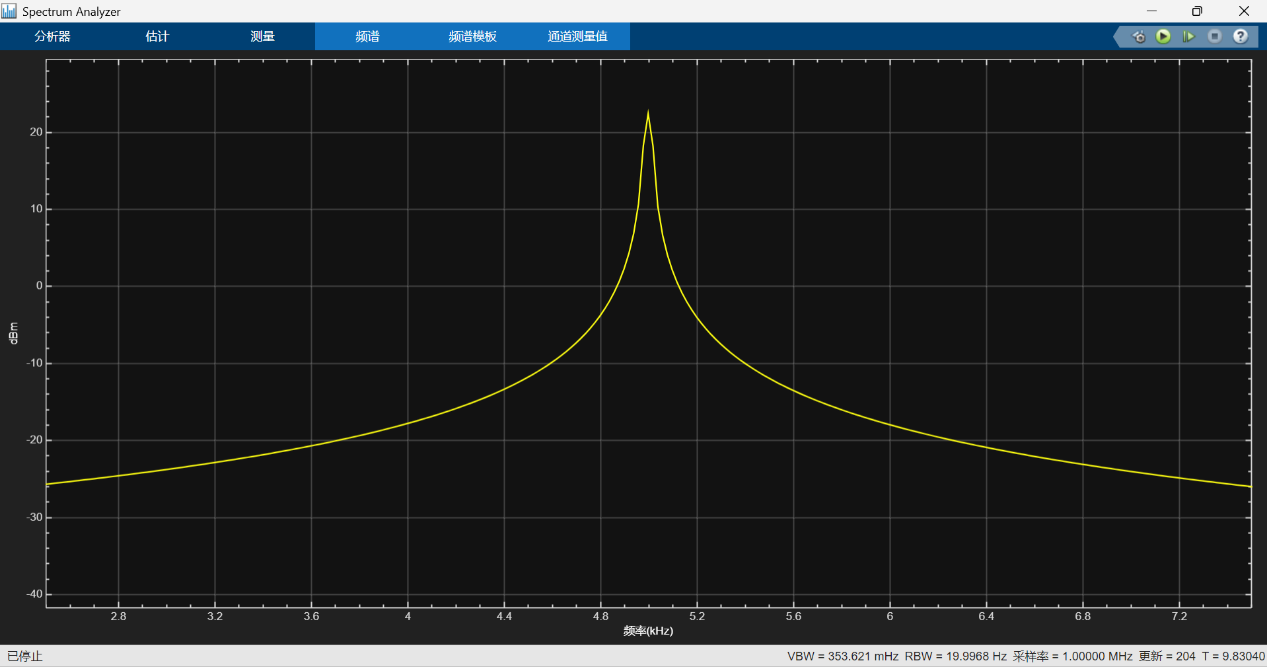 Spectrum Analyzer
分析器 估计 测量 频谱 频谱模板 通道测量值
20
10
0
-10
-20
-30
-40
dBm
2.8 3.2 3.6 4 4.4 4.8 5.2 5.6 6 6.4 6.8 7.2
频率(kHz)
已停止 VBW = 353.621 mHz RBW = 19.9968 Hz 采样率 = 1.00000 MHz 更新 = 204 T = 9.83040